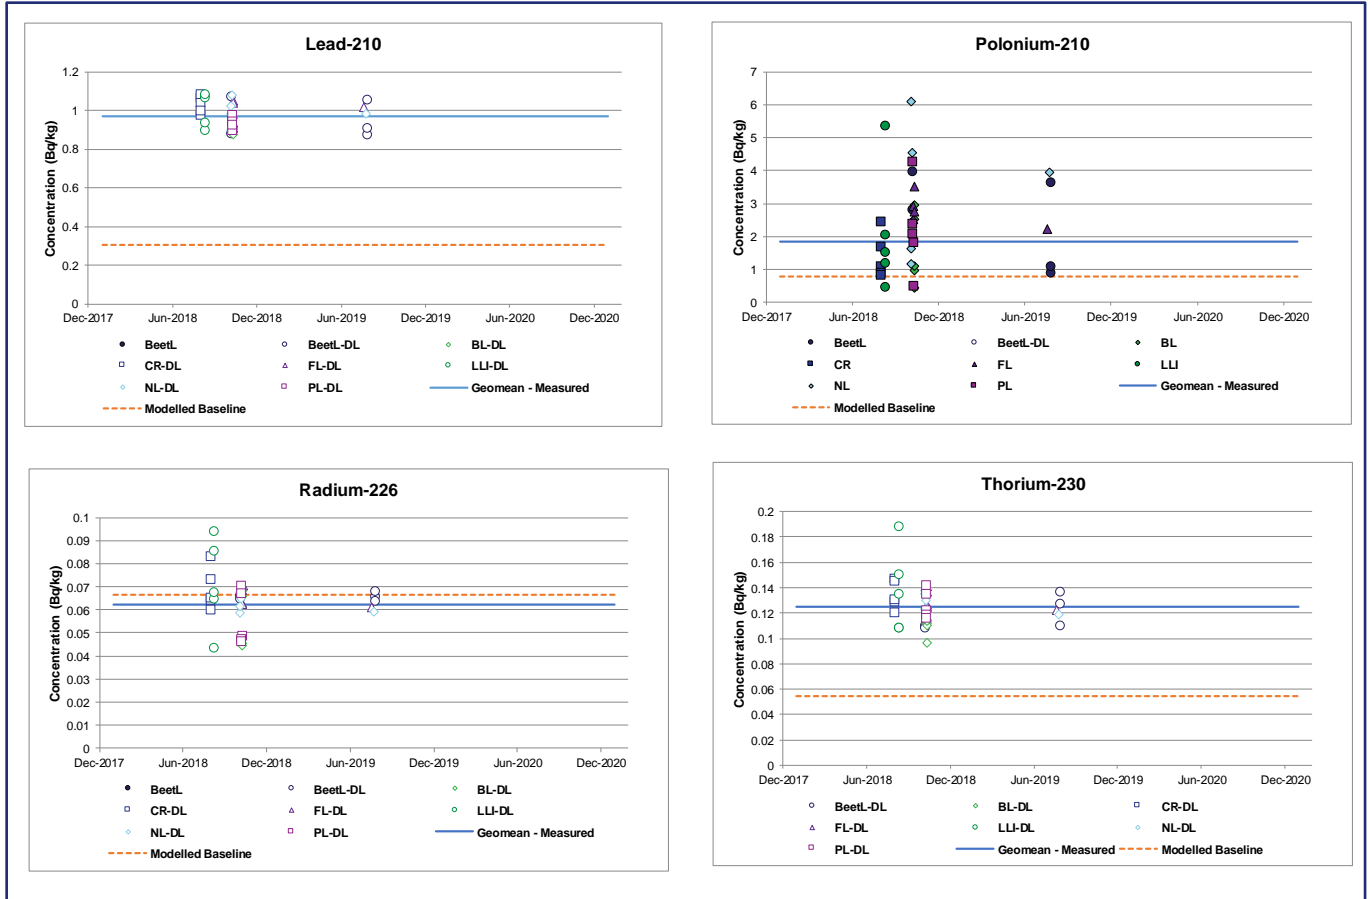 Lead-210
Concentration (Bq/kg)
1.2
1
0.8
0.6
0.4
0.2
0
Dec-2017 Jun-2018 Dec-2018 Jun-2019 Dec-2019 Jun-2020 Dec-2020
BeetL BeetL-DL BL-DL
CR-DL FL-DL LLI-DL
NL-DL PL-DL Geomean - Measured
Modelled Baseline
Polonium-210
Concentration (Bq/kg)
7
6
5
4
3
2
1
0
Dec-2017 Jun-2018 Dec-2018 Jun-2019 Dec-2019 Jun-2020 Dec-2020
BeetL BeetL-DL BL
CR FL LLI
NL PL
Geomean - Measured
Modelled Baseline
Radium-226
Concentration (Bq/kg)
0.1
0.09
0.08
0.07
0.06
0.05
0.04
0.03
0.02
0.01
0
Dec-2017 Jun-2018 Dec-2018 Jun-2019 Dec-2019 Jun-2020 Dec-2020
BeetL BeetL-DL BL-DL
CR-DL FL-DL LLI-DL
NL-DL PL-DL Geomean - Measured
Modelled Baseline
Thorium-230
Concentration (Bq/kg)
0.2
0.18
0.16
0.14
0.12
0.1
0.08
0.06
0.04
0.02
0
Dec-2017 Jun-2018 Dec-2018 Jun-2019 Dec-2019 Jun-2020 Dec-2020
BeetL-DL BL-DL CR-DL
FL-DL LLI-DL NL-DL
PL-DL Geomean - Measured Modelled Baseline